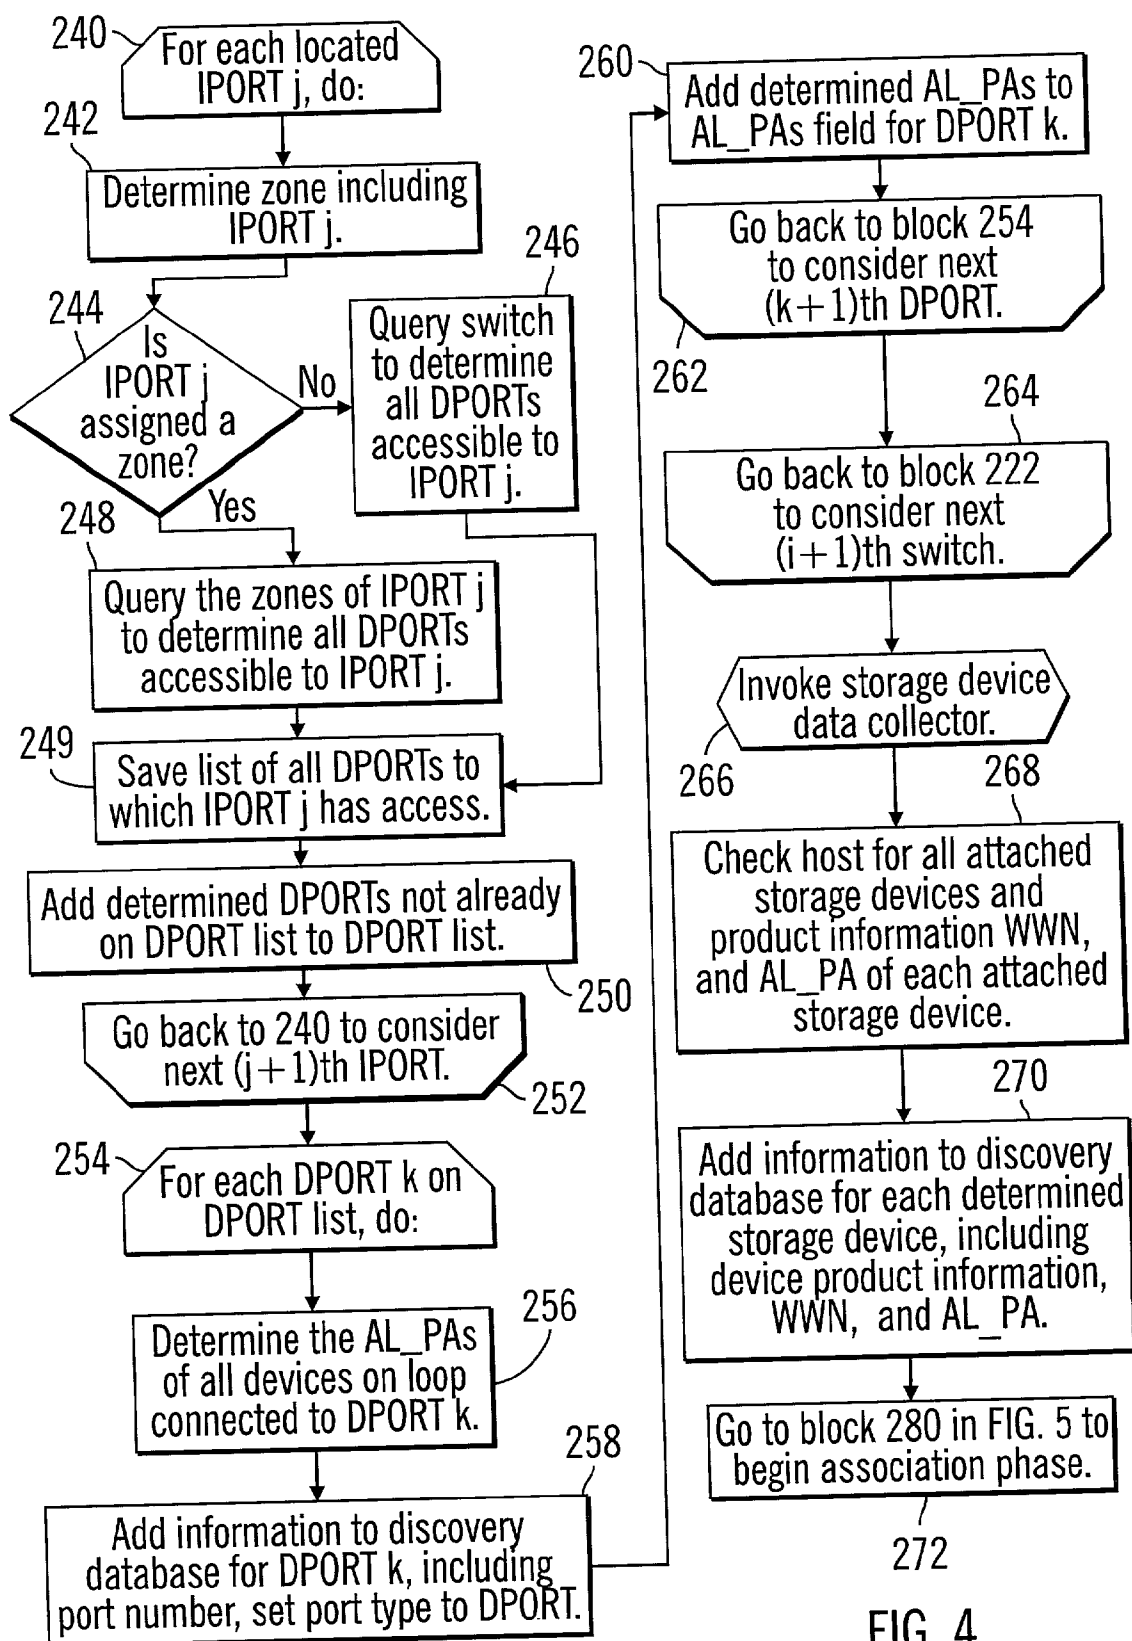 240
For each located
IPORT j, do:
242
Determine zone including
IPORT j.
244
Is
IPORT j
assigned a
zone?
No
Yes
246
Query switch
to determine
all DPORTs
accessible to
IPORT j.
248
Query the zones of IPORT j
to determine all DPORTs
accessible to IPORT j.
249
Save list of all DPORTs to
which IPORT j has access.
Add determined DPORTs not already
on DPORT list to DPORT list.
250
Go back to 240 to consider
next (j+1)th IPORT.
252
254
For each DPORT k on
DPORT list, do:
256
Determine the AL_PAs
of all devices on loop
connected to DPORT k.
258
Add information to discovery
database for DPORT k, including
port number, set port type to DPORT.
260
Add determined AL_PAs to
AL_PAs field for DPORT k.
Go back to block 254
to consider next
(k+1)th DPORT.
262
264
Go back to block 222
to consider next
(i+1)th switch.
Invoke storage device
data collector.
266
268
Check host for all attached
storage devices and
product information WWN,
and AL_PA of each attached
storage device.
270
Add information to discovery
database for each determined
storage device, including
device product information,
WWN, and AL_PA.
Go to block 280 in FIG. 5 to
begin association phase.
272
FIG. 4